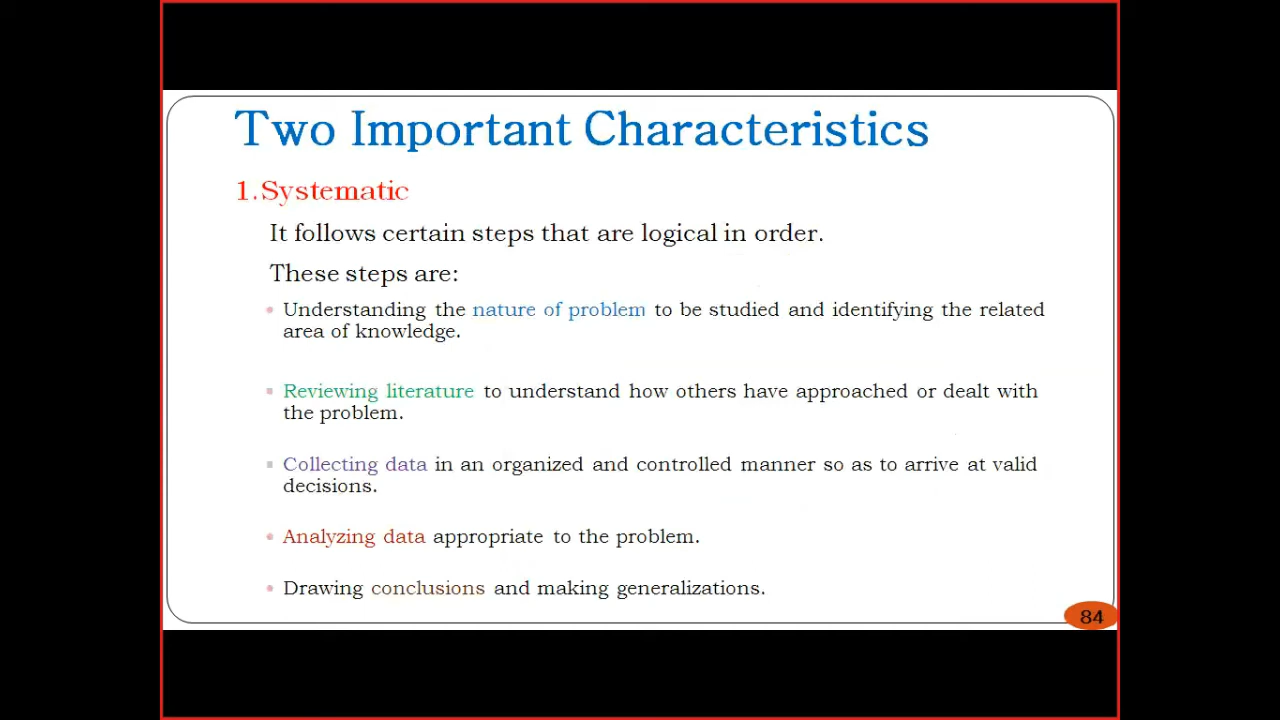 Two Important Characteristics
1.Systematic
It follows certain steps that are logical in order.
These steps are:
Understanding the nature of problem to be studied and identifying the related
area of knowledge.
Reviewing literature to understand how others have approached or dealt with
the problem.
Collecting data in an organized and controlled manner so as to arrive at valid
decisions.
Analyzing data appropriate to the problem.
Drawing conclusions and making generalizations.
84